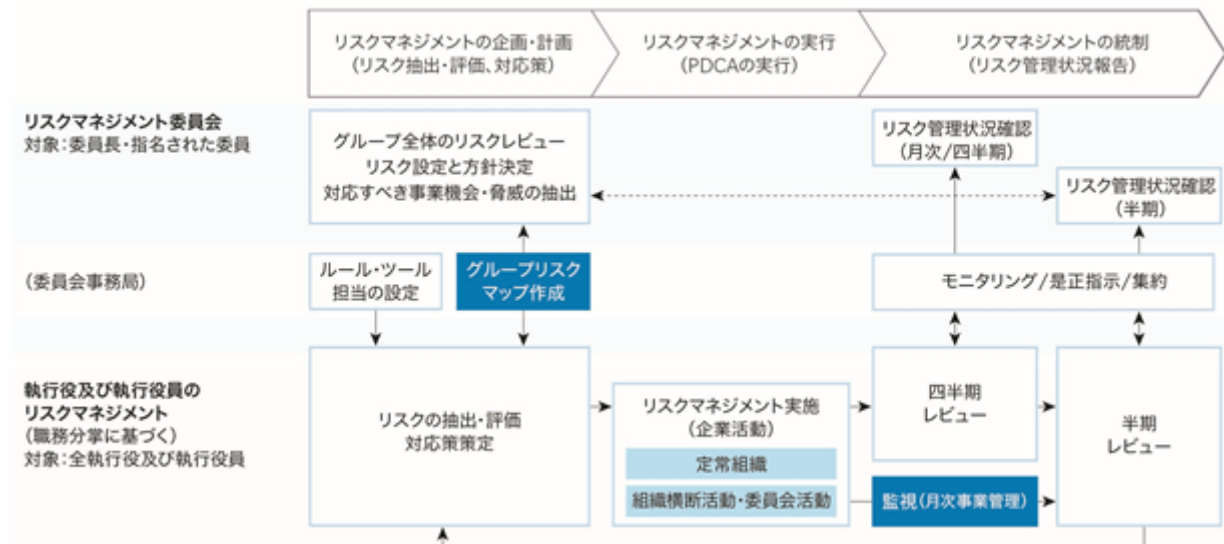 リスクマネジメントの企画・計画
(リスク抽出・評価、対応策)
リスクマネジメントの実行
(PDCAの実行)
リスクマネジメントの統制
(リスク管理状況報告)
リスクマネジメント委員会
対象：委員長・指名された委員
グループ全体のリスクレビュー
リスク設定と方針決定
対応すべき事業機会・脅威の抽出
リスク管理状況確認
(月次/四半期)
リスク管理状況確認
(半期)
(委員会事務局)
ルール・ツール
担当の設定
グループリスク
マップ作成
モニタリング/是正指示/集約
執行役及び執行役員の
リスクマネジメント
(職務分掌に基づく)
対象：全執行役及び執行役員
リスクの抽出・評価
対応策策定
リスクマネジメント実施
(企業活動)
定常組織
組織横断活動・委員会活動
四半期
レビュー
監視(月次事業管理)
半期
レビュー